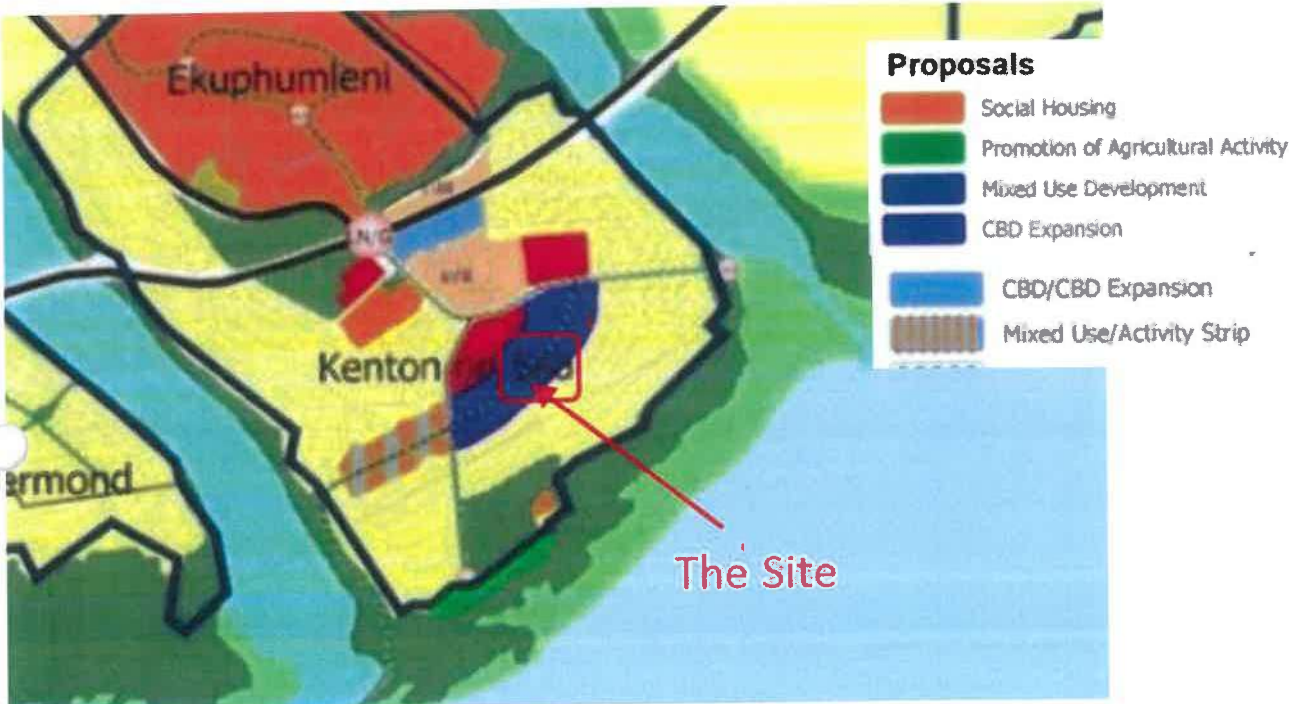 Ekuphumleni
N/C
Kenton
ermond
The Site
Proposals
Social Housing
Promotion of Agricultural Activity
Mixed Use Development
CBD Expansion
CBD/CBD Expansion
Mixed Use/Activity Strip